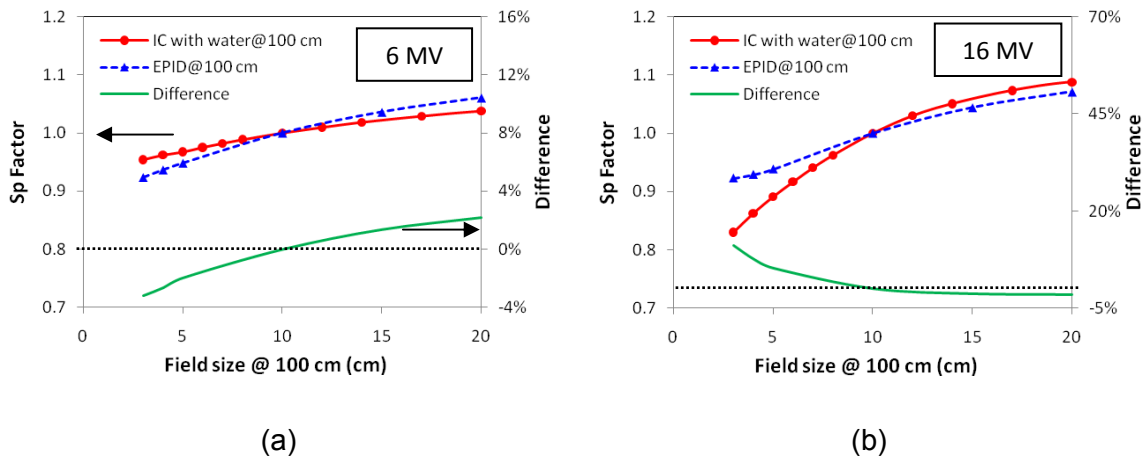 6 MV
IC with water@100 cm
EPID@100 cm
Difference
Sp Factor
1.2
1.1
1.0
0.9
0.8
0.7
16%
12%
8%
4%
0%
-4%
Difference
0 5 10 15 20
Field size @ 100 cm (cm)
(a)
16 MV
IC with water@100 cm
EPID@100 cm
Difference
Sp Factor
1.2
1.1
1.0
0.9
0.8
0.7
70%
45%
20%
-5%
Difference
0 5 10 15 20
Field size @ 100 cm (cm)
(b)